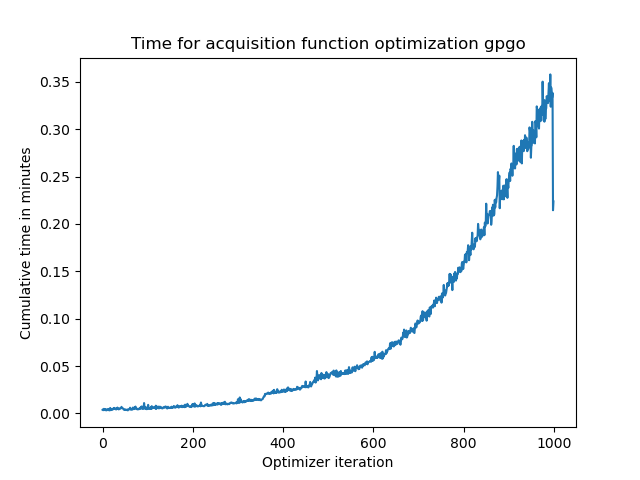 Time for acquisition function optimization gpgo
Cumulative time in minutes
0.35
0.30
0.25
0.20
0.15
0.10
0.05
0.00
0 200 400 600 800 1000
Optimizer iteration